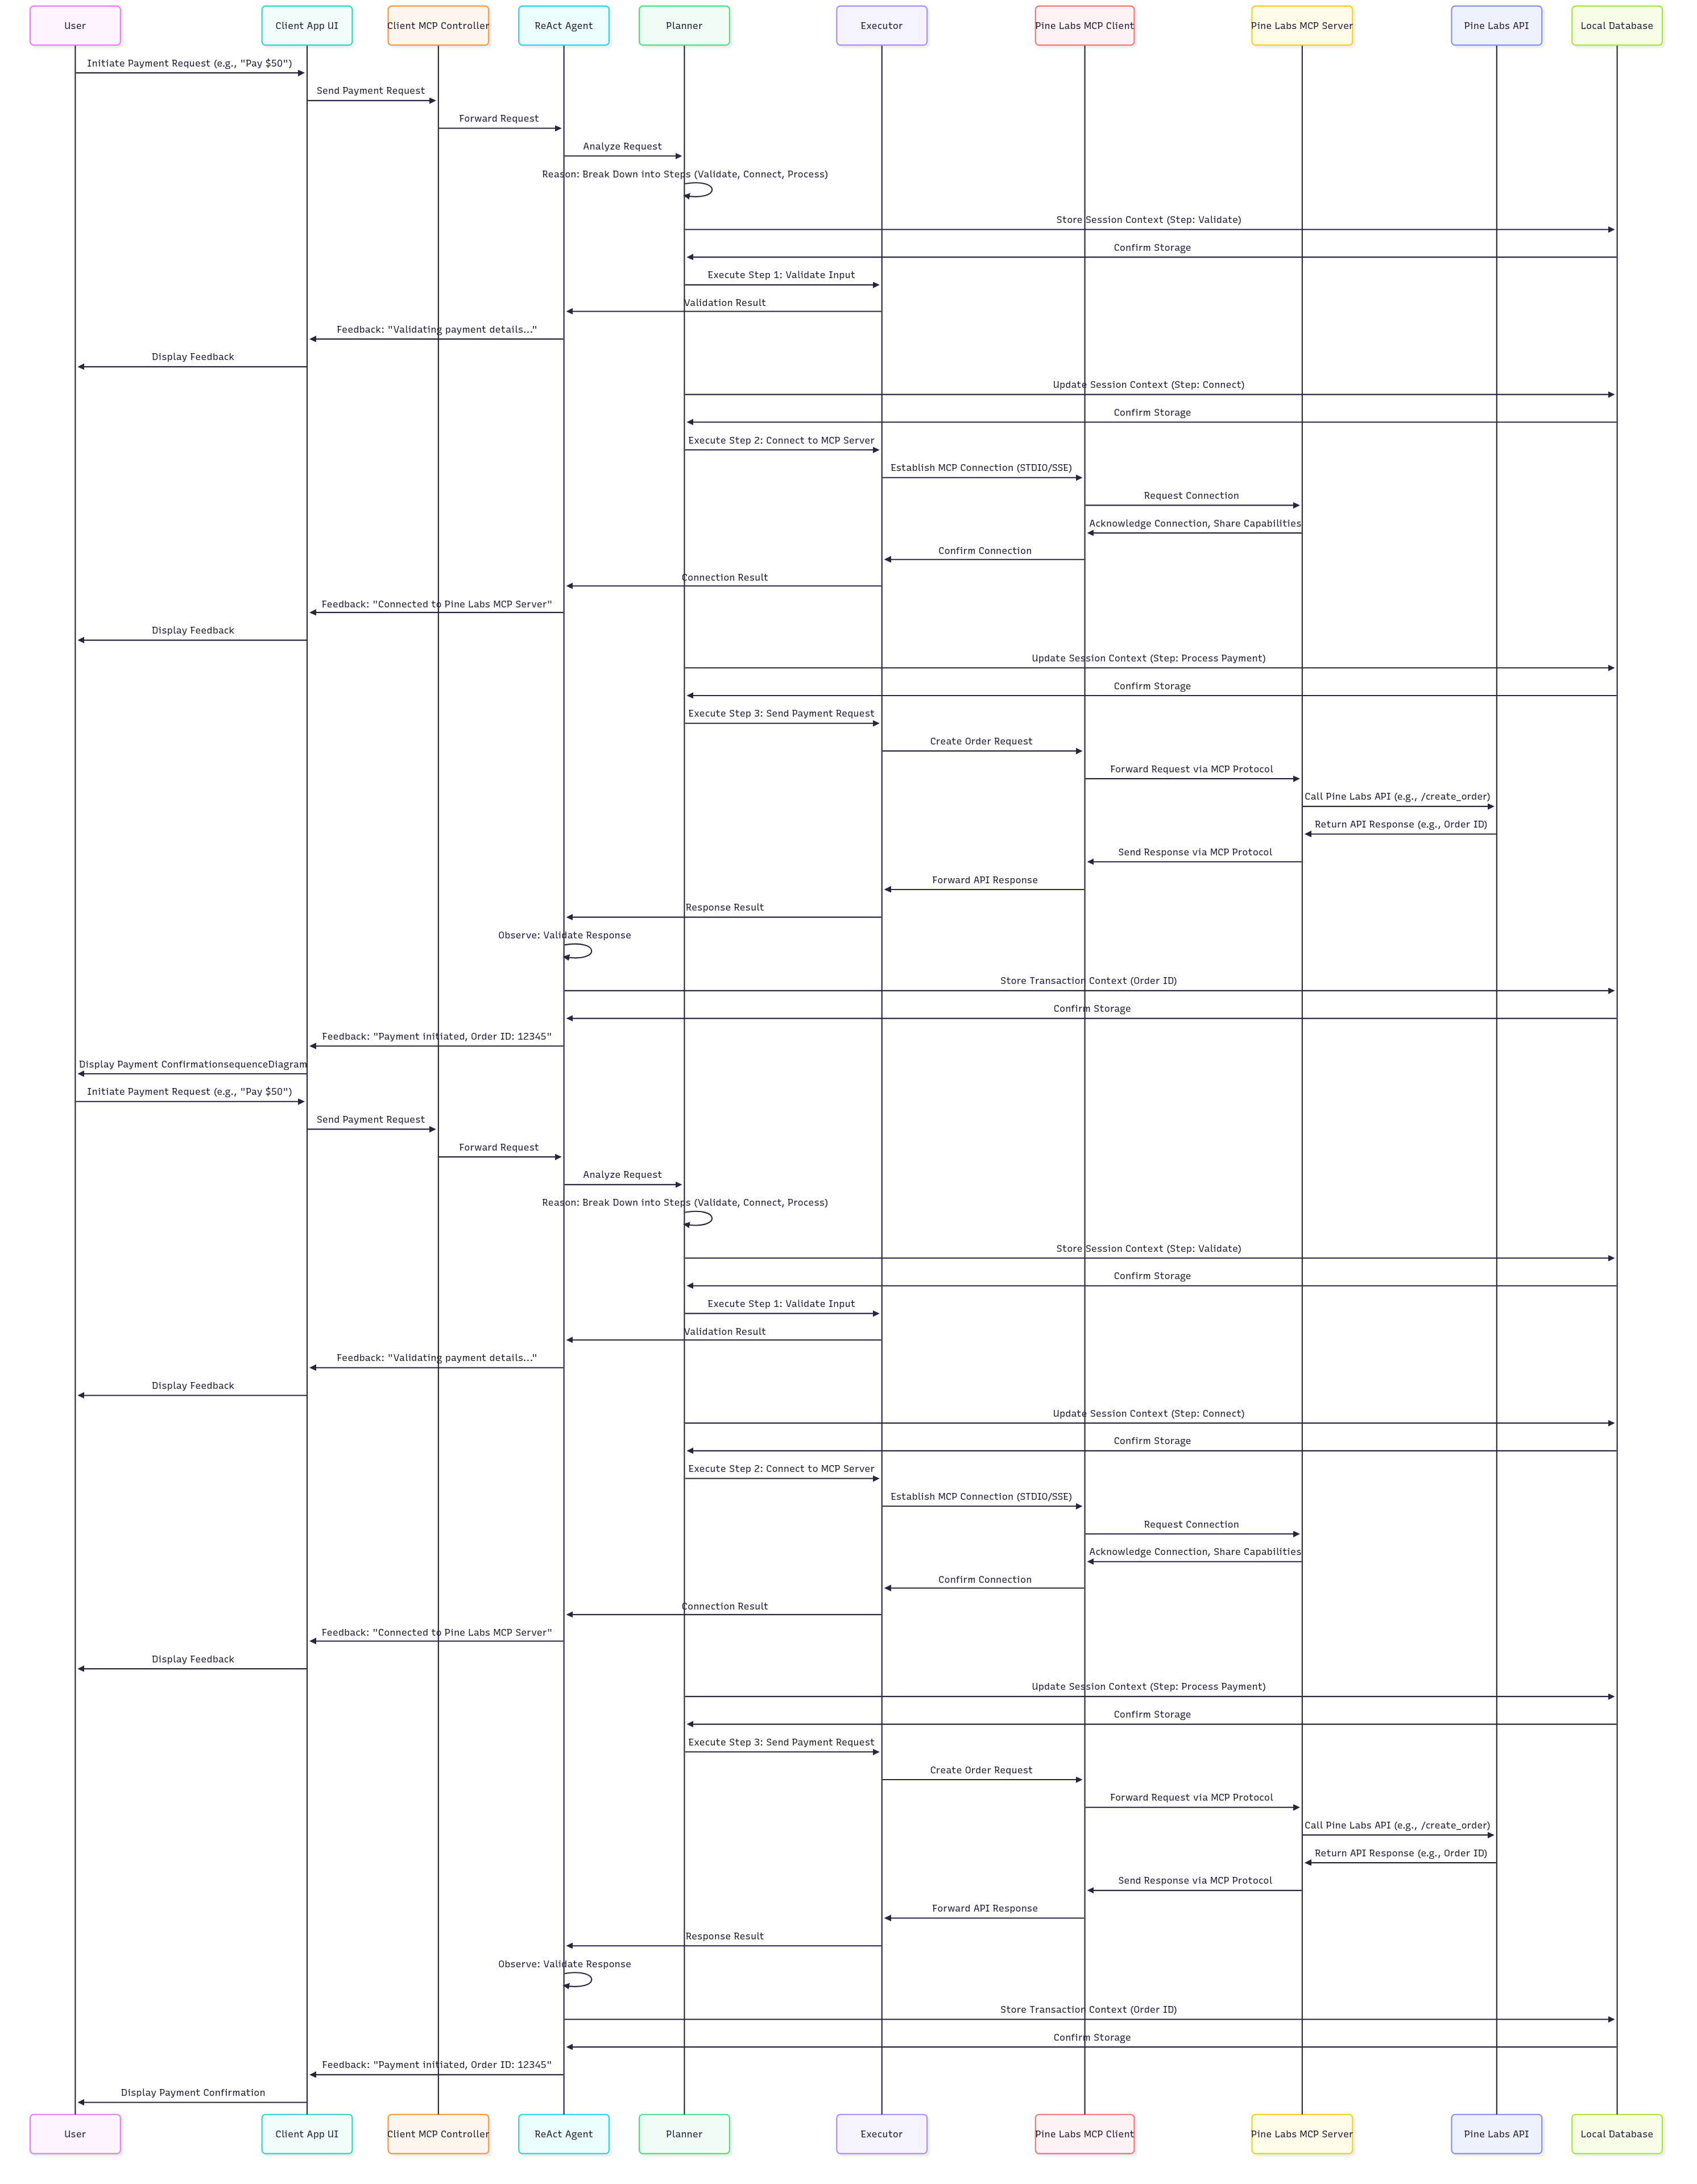 User
Client App UI
Client MCP Controller
ReAct Agent
Planner
Executor
Pine Labs MCP Client
Pine Labs MCP Server
Pine Labs API
Local Database
Initiate Payment Request (e.g., "Pay $50")
Send Payment Request
Forward Request
Analyze Request
Reason: Break Down into Steps (Validate, Connect, Process)
Store Session Context (Step: Validate)
Confirm Storage
Execute Step 1: Validate Input
Validation Result
Feedback: "Validating payment details..."
Display Feedback
Update Session Context (Step: Connect)
Confirm Storage
Execute Step 2: Connect to MCP Server
Establish MCP Connection (STDIO/SSE)
Request Connection
Acknowledge Connection, Share Capabilities
Confirm Connection
Connection Result
Feedback: "Connected to Pine Labs MCP Server"
Display Feedback
Update Session Context (Step: Process Payment)
Confirm Storage
Execute Step 3: Send Payment Request
Create Order Request
Forward Request via MCP Protocol
Call Pine Labs API (e.g., /create_order)
Return API Response (e.g., Order ID)
Send Response via MCP Protocol
Forward API Response
Response Result
Observe: Validate Response
Store Transaction Context (Order ID)
Confirm Storage
Feedback: "Payment initiated, Order ID: 12345"
Display Payment ConfirmationsequenceDiagram
Initiate Payment Request (e.g., "Pay $50")
Send Payment Request
Forward Request
Analyze Request
Reason: Break Down into Steps (Validate, Connect, Process)
Store Session Context (Step: Validate)
Confirm Storage
Execute Step 1: Validate Input
Validation Result
Feedback: "Validating payment details..."
Display Feedback
Update Session Context (Step: Connect)
Confirm Storage
Execute Step 2: Connect to MCP Server
Establish MCP Connection (STDIO/SSE)
Request Connection
Acknowledge Connection, Share Capabilities
Confirm Connection
Connection Result
Feedback: "Connected to Pine Labs MCP Server"
Display Feedback
Update Session Context (Step: Process Payment)
Confirm Storage
Execute Step 3: Send Payment Request
Create Order Request
Forward Request via MCP Protocol
Call Pine Labs API (e.g., /create_order)
Return API Response (e.g., Order ID)
Send Response via MCP Protocol
Forward API Response
Response Result
Observe: Validate Response
Store Transaction Context (Order ID)
Confirm Storage
Feedback: "Payment initiated, Order ID: 12345"
Display Payment Confirmation
User
Client App UI
Client MCP Controller
ReAct Agent
Planner
Executor
Pine Labs MCP Client
Pine Labs MCP Server
Pine Labs API
Local Database